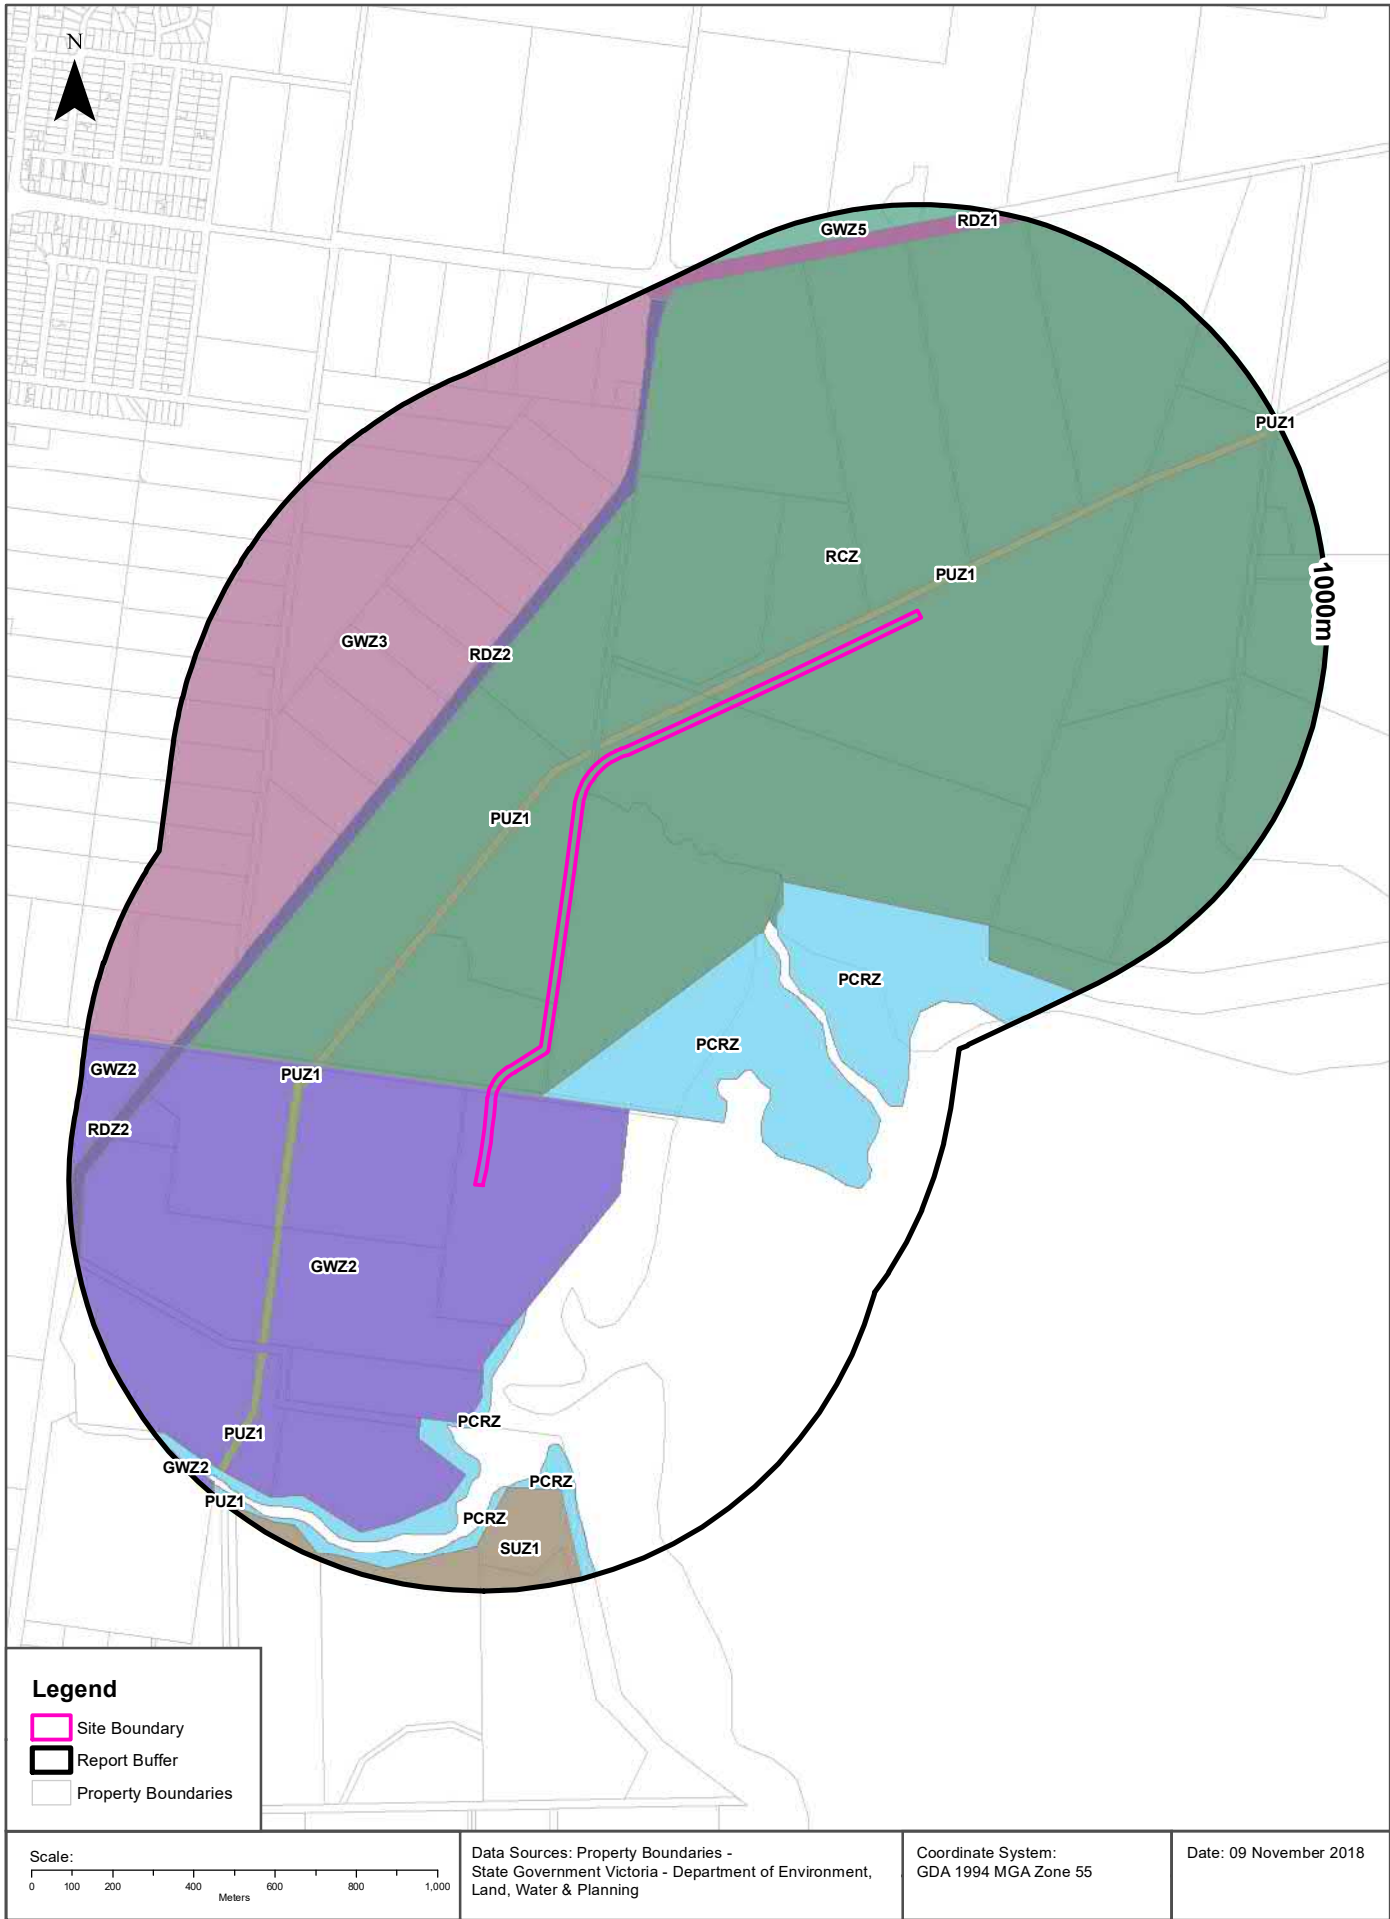 N
GWZ5
RDZ1
PUZ1
RCZ
PUZ1
1000m
GWZ3
RDZ2
PUZ1
PCRZ
PCRZ
GWZ2
PUZ1
RDZ2
GWZ2
PCRZ
PUZ1
GWZ2
PCRZ
PUZ1
PCRZ
SUZ1
Legend
Site Boundary
Report Buffer
Property Boundaries
Scale:
0 100 200 400 600 800 1,000
Meters
Data Sources: Property Boundaries -
State Government Victoria - Department of Environment,
Land, Water & Planning
Coordinate System:
GDA 1994 MGA Zone 55
Date: 09 November 2018